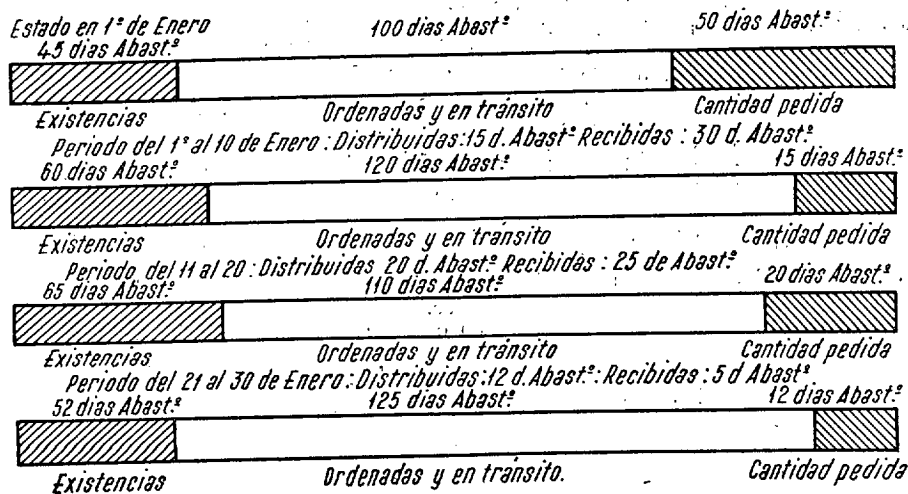 Estado en 1º de Enero
45 dias Abastº 100 dias Abastº 50 dias Abastº
Existencias Ordenadas y en tránsito Cantidad pedida
Periodo del 1º al 10 de Enero : Distribuidas : 15 d. Abastº Recibidas : 30 d. Abastº
60 dias Abastº 120 dias Abastº 15 dias Abastº
Existencias Ordenadas y en tránsito Cantidad pedida
Periodo del 11 al 20 : Distribuidas 20 d. Abastº Recibidas : 25 de Abastº
65 dias Abastº 110 dias Abastº 20 dias Abastº
Existencias Ordenadas y en tránsito Cantidad pedida
Periodo del 21 al 30 de Enero : Distribuidas : 12 d. Abastº : Recibidas : 5 d Abastº
52 dias Abastº 125 dias Abastº 12 dias Abastº
Existencias Ordenadas y en tránsito. Cantidad pedida